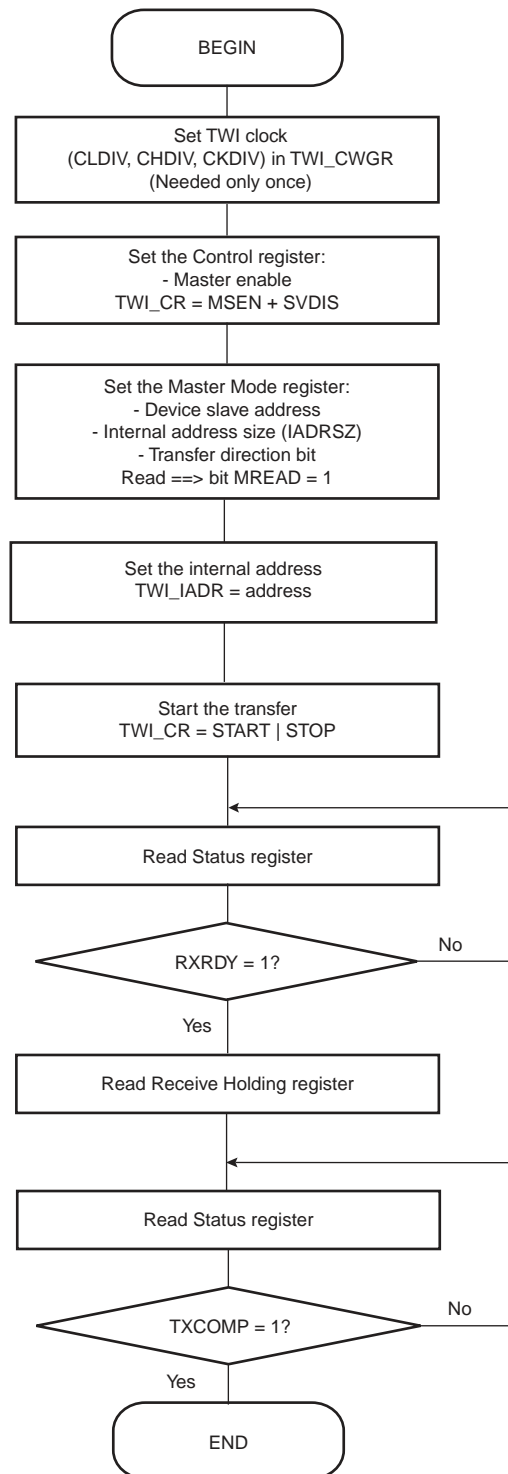 BEGIN
Set TWI clock
(CLDIV, CHDIV, CKDIV) in TWI_CWGR
(Needed only once)
Set the Control register:
- Master enable
TWI_CR = MSEN + SVDIS
Set the Master Mode register:
- Device slave address
- Internal address size (IADRSZ)
- Transfer direction bit
Read ==> bit MREAD = 1
Set the internal address
TWI_IADR = address
Start the transfer
TWI_CR = START | STOP
Read Status register
RXRDY = 1?
No
Yes
Read Receive Holding register
Read Status register
TXCOMP = 1?
No
Yes
END